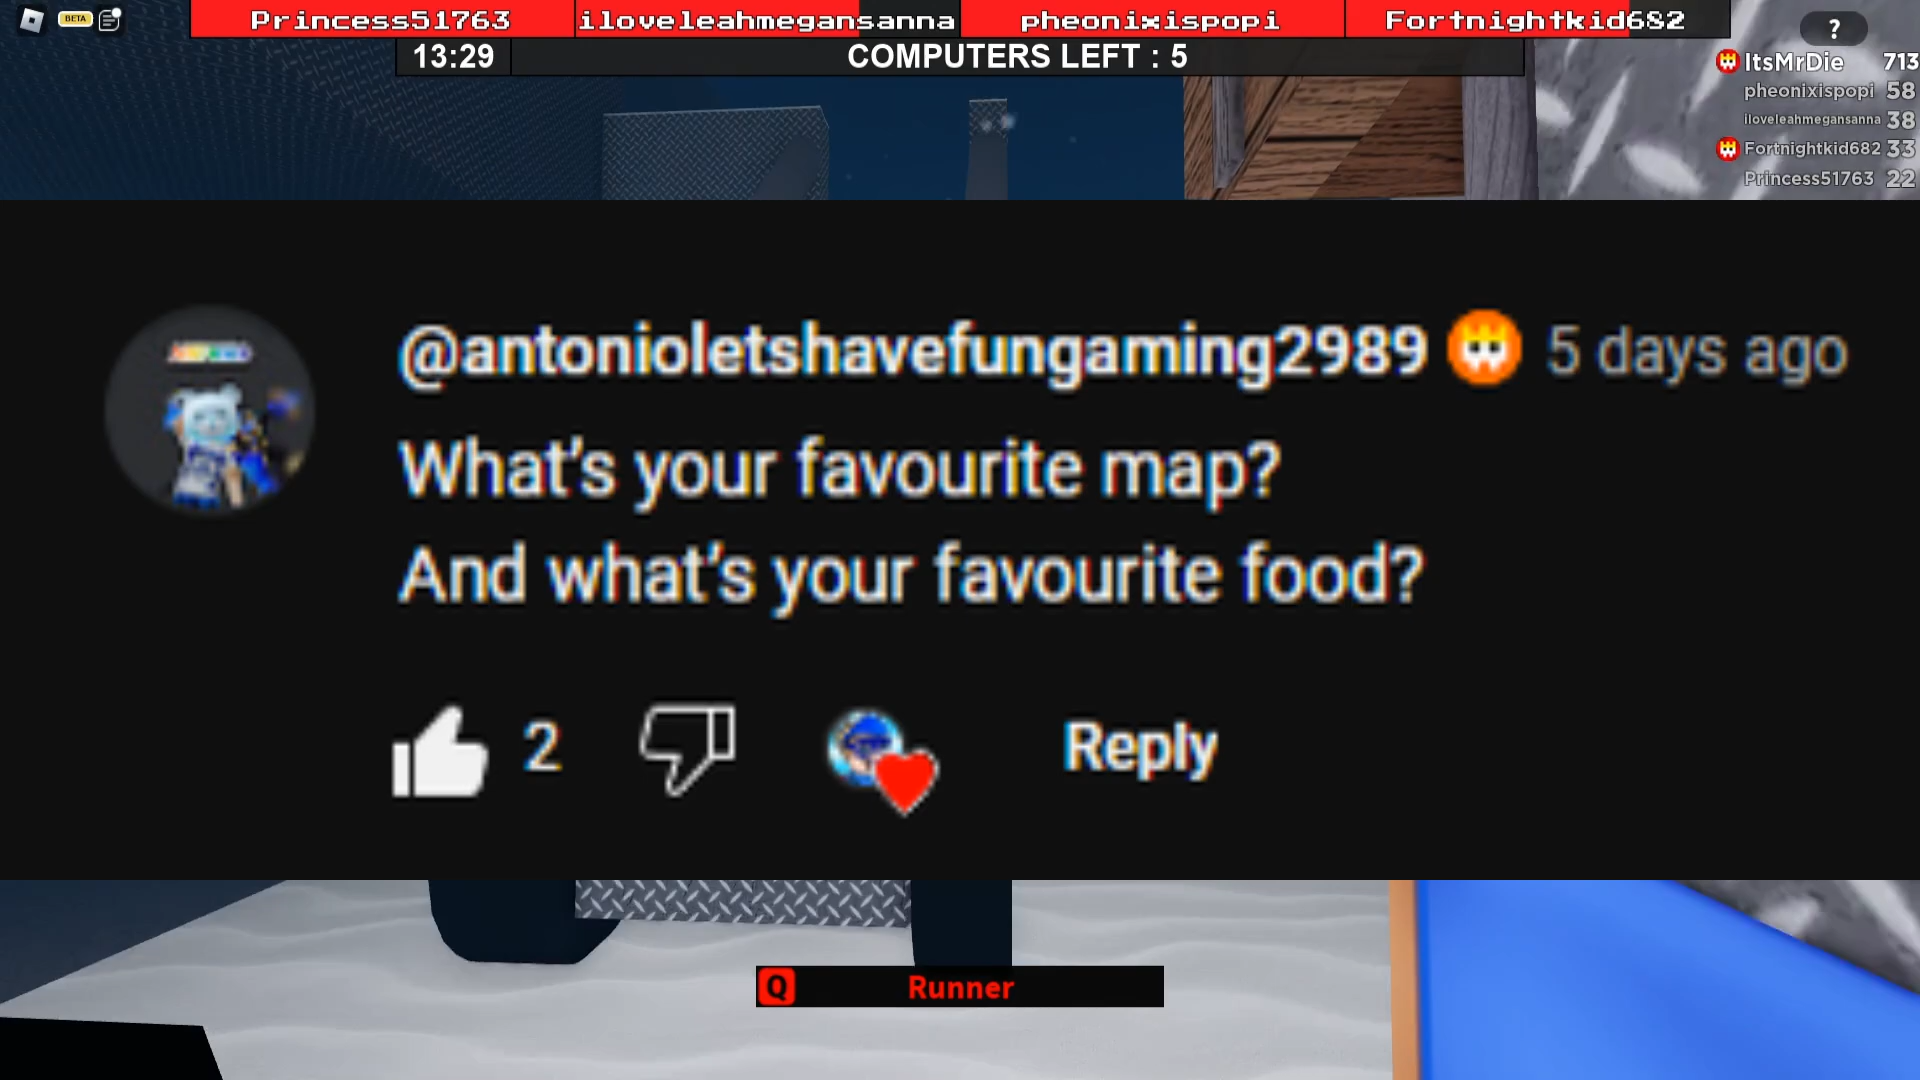 BETA
Princess51763 iloveleahmegansanna pheonixispopi Fortnightkid682
?
13:29 COMPUTERS LEFT : 5
ItsMrDie 713
pheonixispopi 58
iloveleahmegansanna 38
Fortnightkid682 33
Princess51763 22
@antonioletshavefungaming2989 5 days ago
What's your favourite map?
And what's your favourite food?
2 Reply
Q Runner